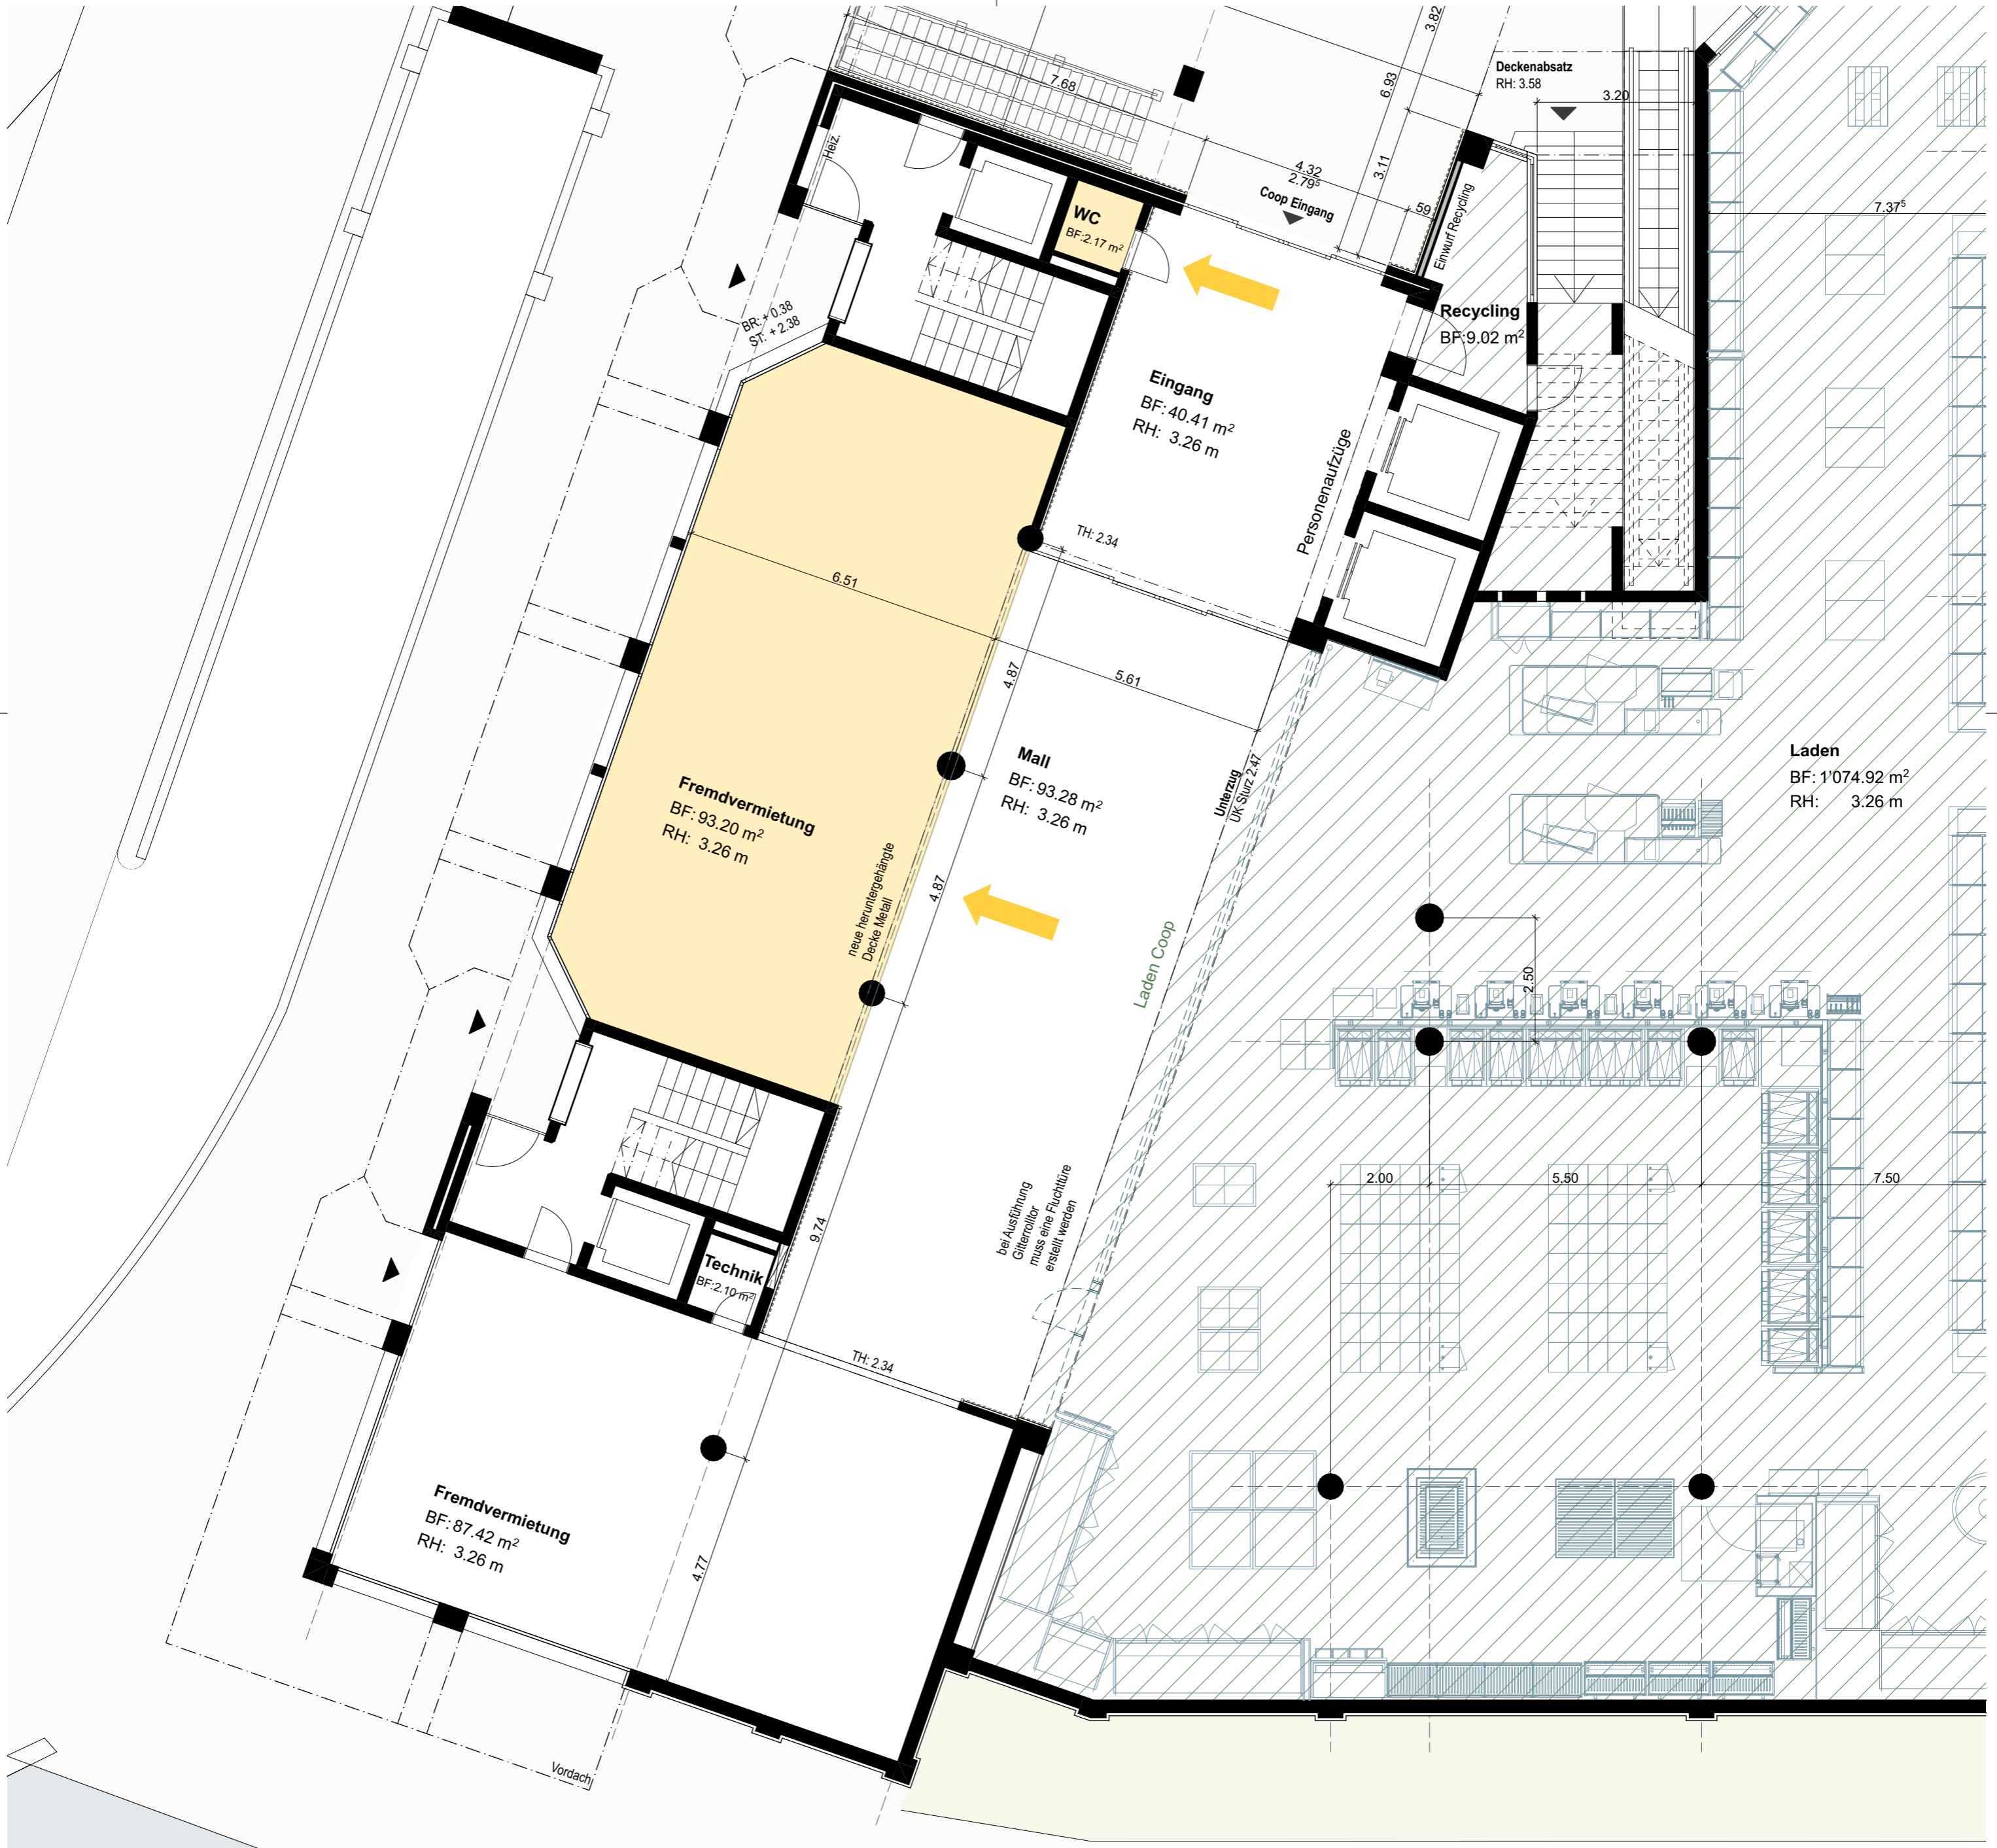 3.82
Deckenabsatz
RH: 3.58
7.68
6.93
3.20
Heiz.
4.32
2.79⁵
3.11
Coop Eingang
59
Einwurf Recycling
7.37⁵
WC
BF:2.17 m²
BR: + 0.38
ST: + 2.38
Recycling
BF:9.02 m²
Eingang
BF: 40.41 m²
RH: 3.26 m
Personenaufzüge
TH: 2.34
6.51
4.87
5.61
Mall
BF: 93.28 m²
RH: 3.26 m
Unterzug
UK Sturz 2.47
Laden
BF: 1'074.92 m²
RH: 3.26 m
Fremdvermietung
BF: 93.20 m²
RH: 3.26 m
neue heruntergehängte
Decke Metall
4.87
Laden Coop
2.50
2.00
5.50
7.50
bei Ausführung
Gitterrolltor
muss eine Fluchttüre
erstellt werden
9.74
Technik
BF:2.10 m²
TH: 2.34
Fremdvermietung
BF: 87.42 m²
RH: 3.26 m
4.77
Vordach